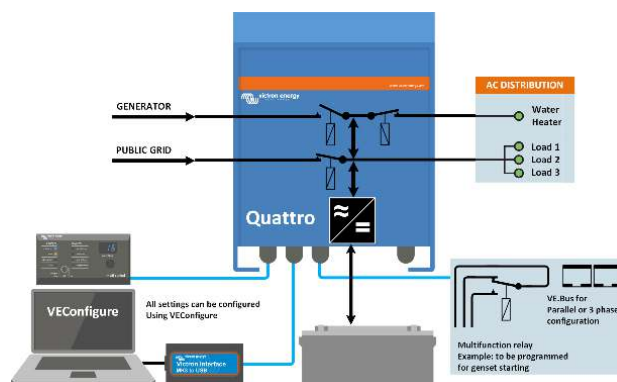 victron energy
AC DISTRIBUTION
GENERATOR
Water
Heater
PUBLIC GRID
Load 1
Load 2
Load 3
Quattro
VEConfigure
All settings can be configured
Using VEConfigure
Victron Interface
MK3 to USB
VE.Bus for
Parallel or 3 phase
configuration
Multifunction relay
Example: to be programmed
for genset starting